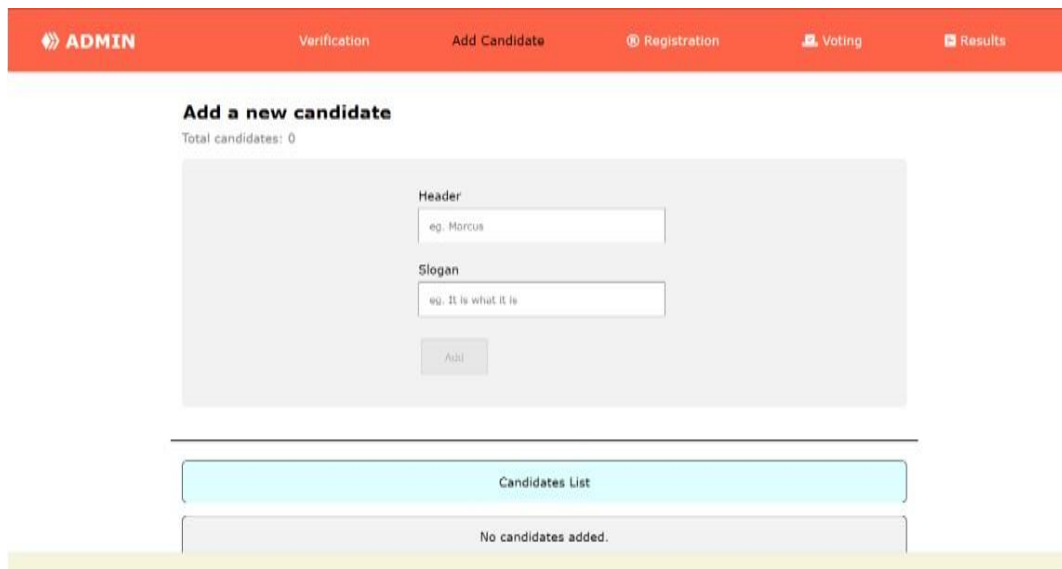 ADMIN Verification Add Candidate ® Registration Voting Results
Add a new candidate
Total candidates: 0
Header
eg. Marcus
Slogan
eg. It is what it is
Add
Candidates List
No candidates added.